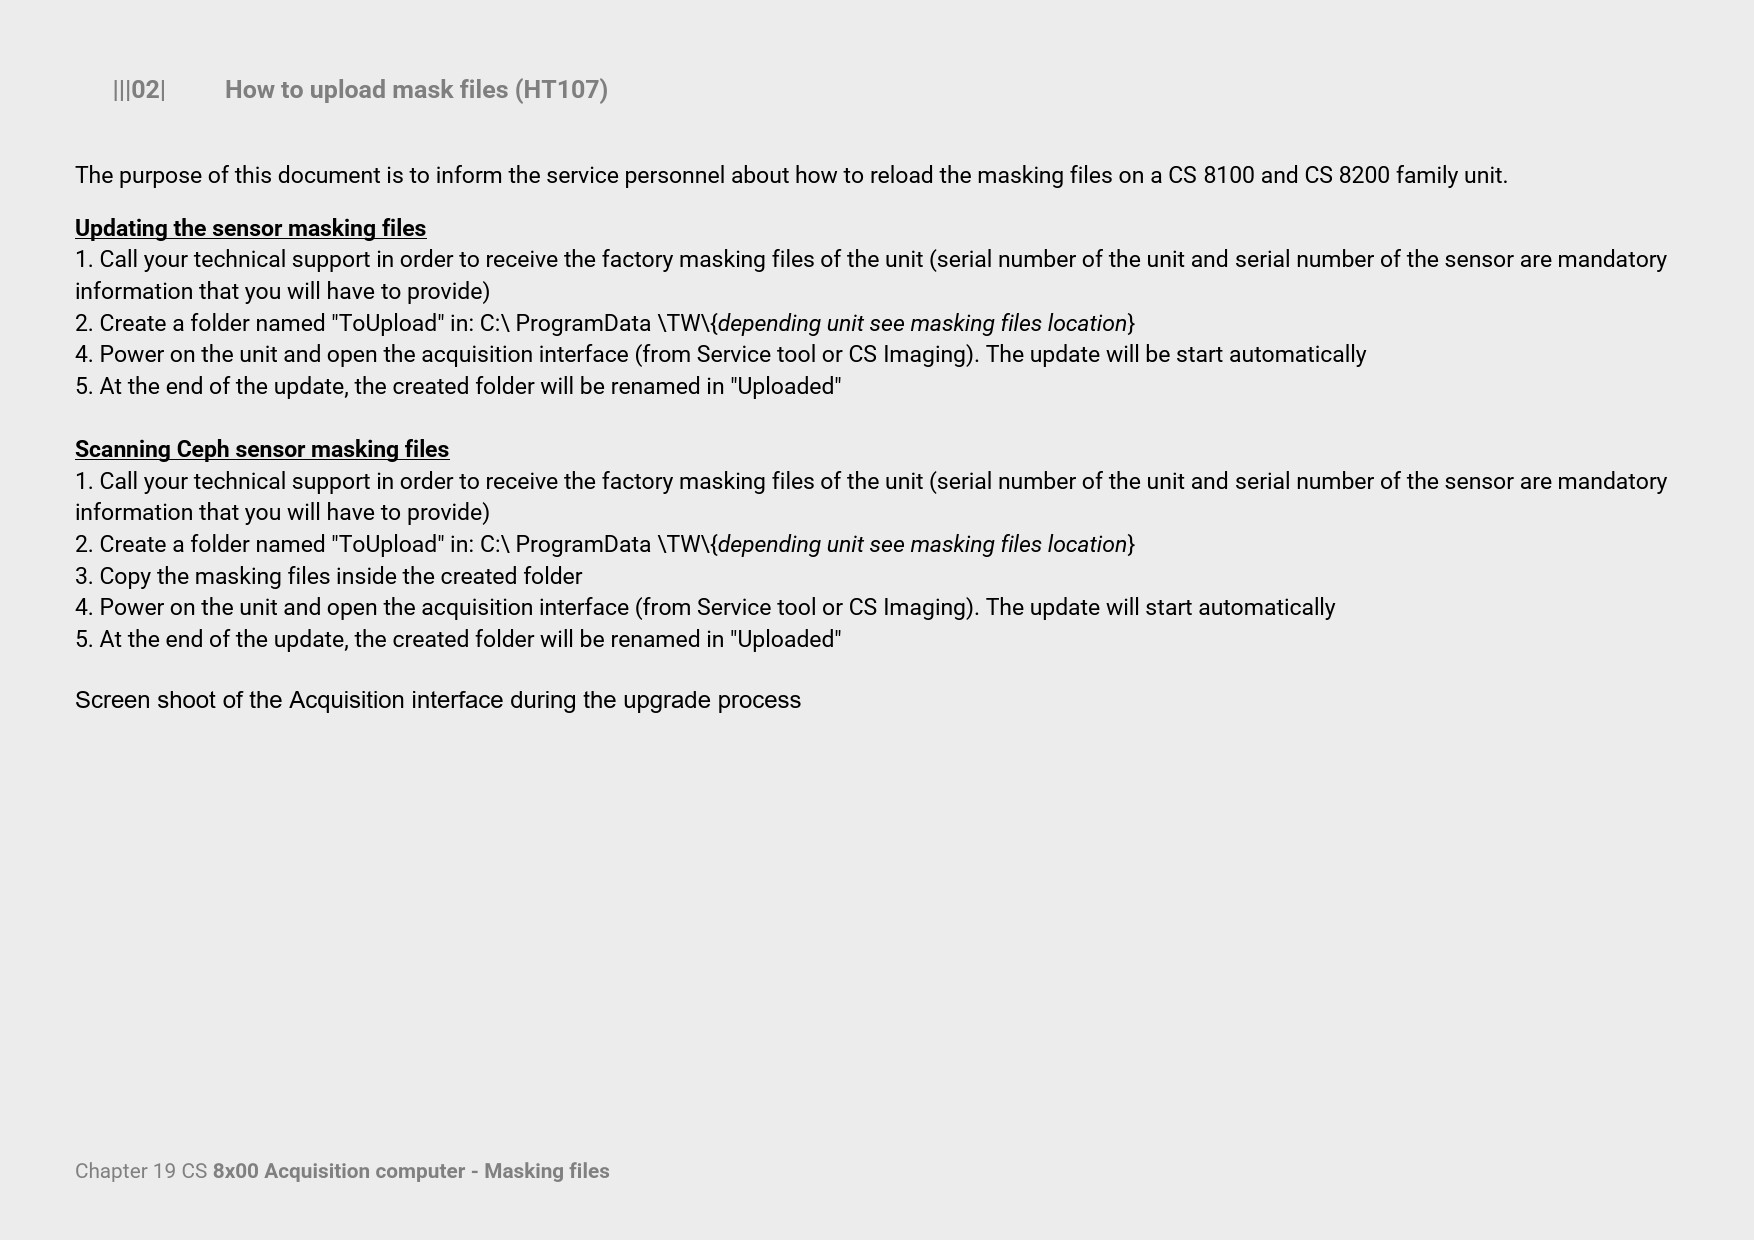 |||02| How to upload mask files (HT107)
The purpose of this document is to inform the service personnel about how to reload the masking files on a CS 8100 and CS 8200 family unit.
Updating the sensor masking files
1. Call your technical support in order to receive the factory masking files of the unit (serial number of the unit and serial number of the sensor are mandatory
information that you will have to provide)
2. Create a folder named "ToUpload" in: C:\ ProgramData \TW\{depending unit see masking files location}
4. Power on the unit and open the acquisition interface (from Service tool or CS Imaging). The update will be start automatically
5. At the end of the update, the created folder will be renamed in "Uploaded"
Scanning Ceph sensor masking files
1. Call your technical support in order to receive the factory masking files of the unit (serial number of the unit and serial number of the sensor are mandatory
information that you will have to provide)
2. Create a folder named "ToUpload" in: C:\ ProgramData \TW\{depending unit see masking files location}
3. Copy the masking files inside the created folder
4. Power on the unit and open the acquisition interface (from Service tool or CS Imaging). The update will start automatically
5. At the end of the update, the created folder will be renamed in "Uploaded"
Screen shoot of the Acquisition interface during the upgrade process
Chapter 19 CS 8x00 Acquisition computer - Masking files